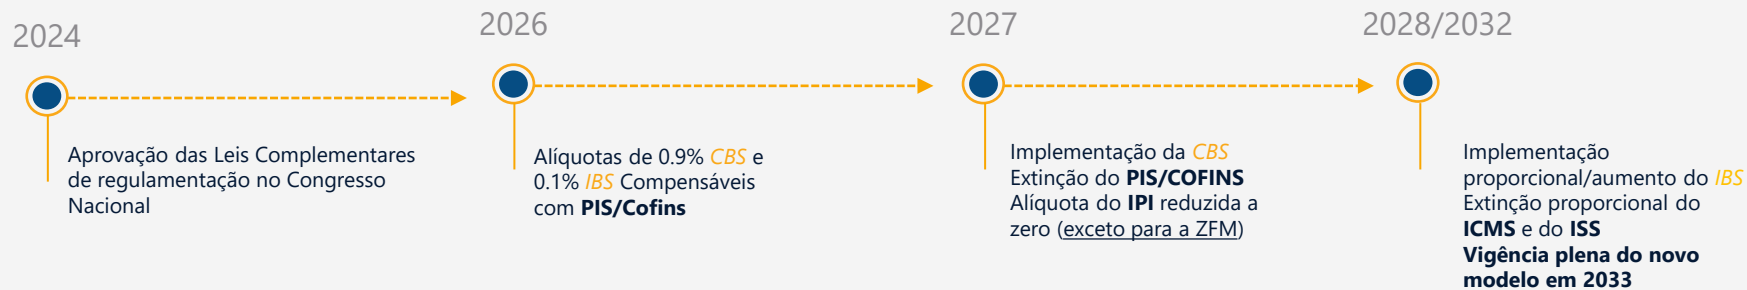 2024
Aprovação das Leis Complementares
de regulamentação no Congresso
Nacional
2026
Alíquotas de 0.9% CBS e
0.1% IBS Compensáveis
com PIS/Cofins
2027
Implementação da CBS
Extinção do PIS/COFINS
Alíquota do IPI reduzida a
zero (exceto para a ZFM)
2028/2032
Implementação
proporcional/aumento do IBS
Extinção proporcional do
ICMS e do ISS
Vigência plena do novo
modelo em 2033